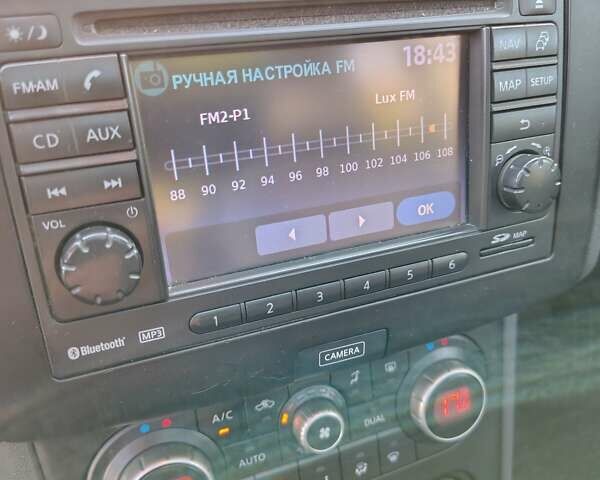 18:43
РУЧНАЯ НАСТРОЙКА FM
FM2-P1
Lux FM
88 90 92 94 96 98 100 102 104 106 108
OK
FM·AM
CD
AUX
VOL
NAV
MAP
SETUP
SD MAP
1 2 3 4 5 6
Bluetooth
MP3
CAMERA
A/C
AUTO
DUAL